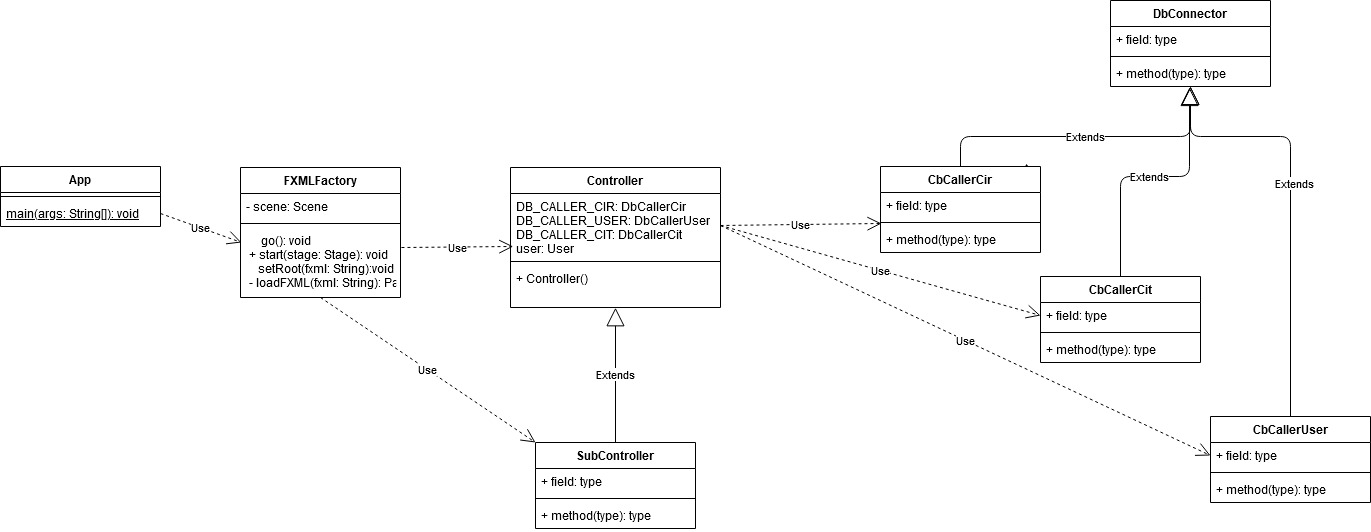 DbConnector
+ field: type
+ method(type): type
Extends
Extends
Extends
App
main(args: String[]): void
Use
FXMLFactory
- scene: Scene
go(): void
+ start(stage: Stage): void
setRoot(fxml: String):void
- loadFXML(fxml: String): Pa
Use
Use
Controller
DB_CALLER_CIR: DbCallerCir
DB_CALLER_USER: DbCallerUser
DB_CALLER_CIT: DbCallerCit
user: User
+ Controller()
Extends
SubController
+ field: type
+ method(type): type
Use
Use
Use
CbCallerCir
+ field: type
+ method(type): type
CbCallerCit
+ field: type
+ method(type): type
CbCallerUser
+ field: type
+ method(type): type